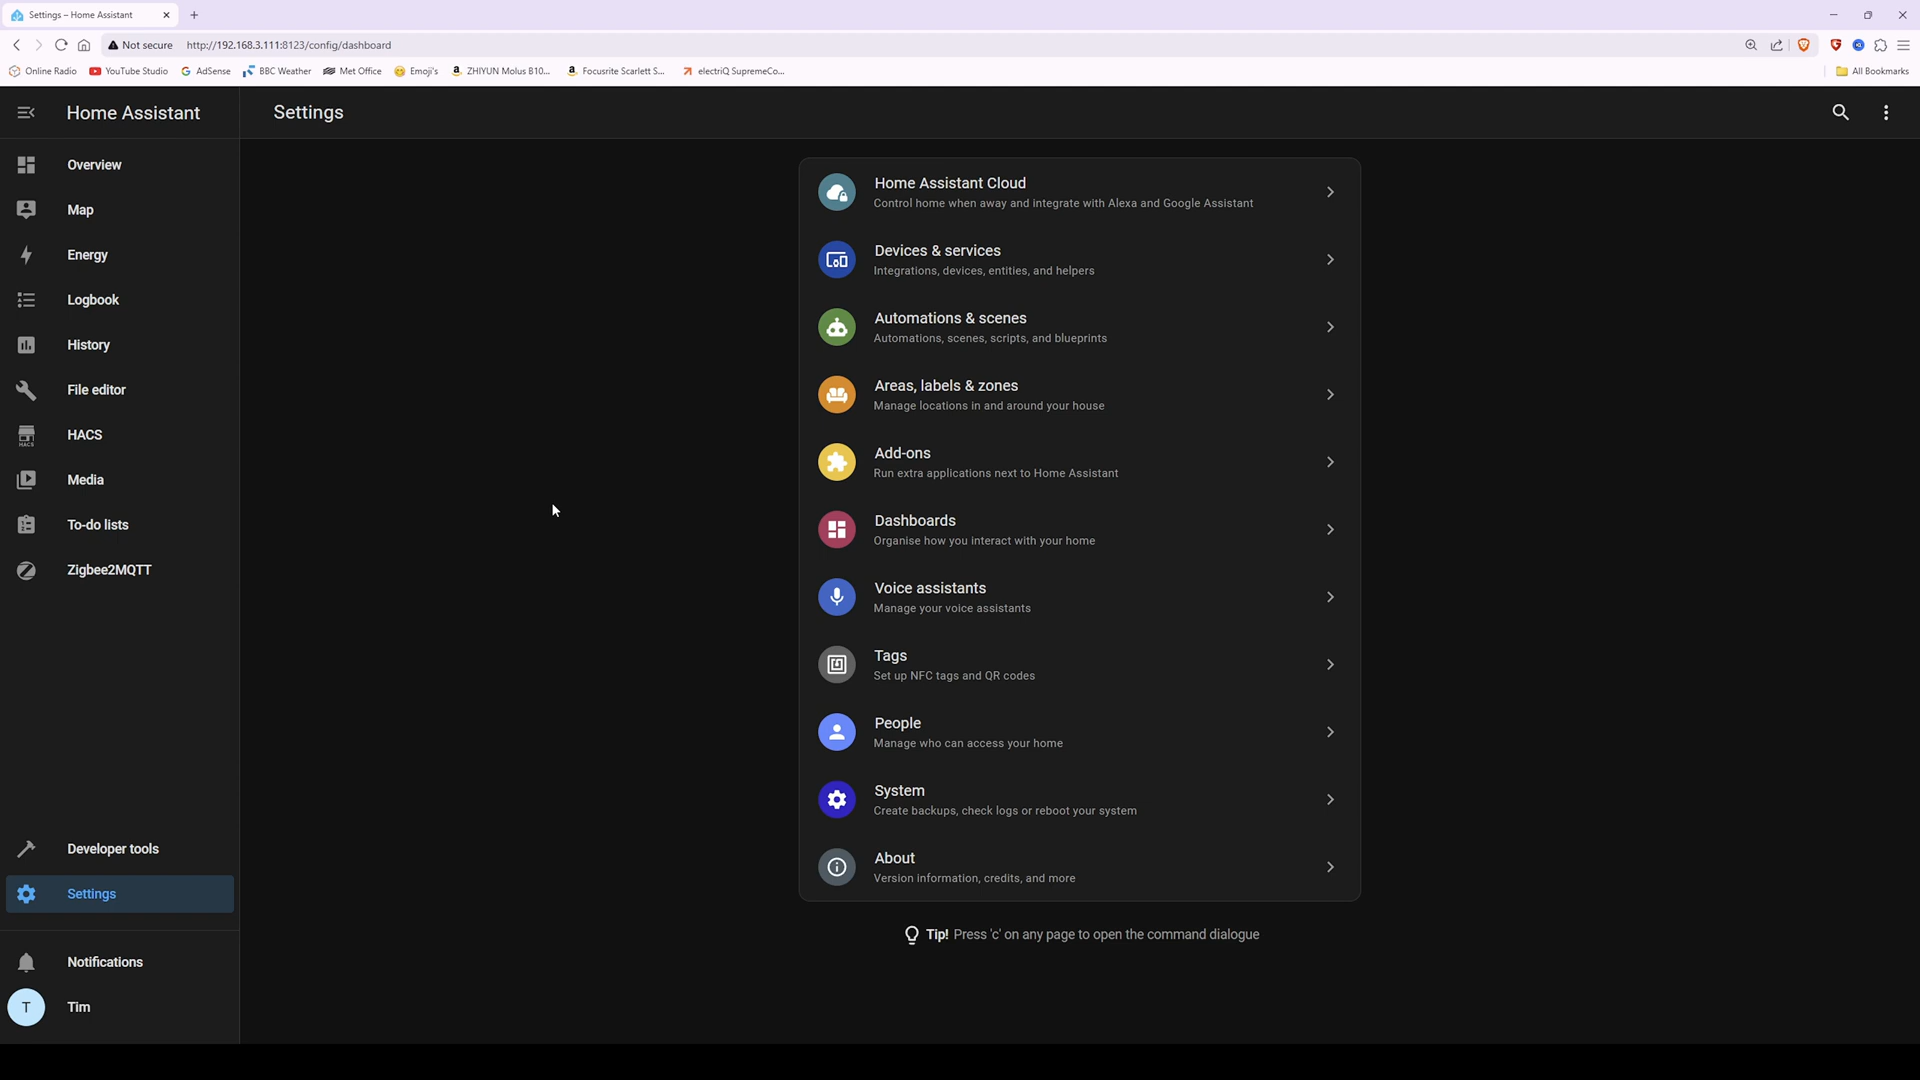 Settings – Home Assistant
Not secure
http://192.168.3.111:8123/config/dashboard
Online Radio
YouTube Studio
AdSense
BBC Weather
Met Office
Emoji's
ZHIYUN Molus B10...
Focusrite Scarlett S...
electriQ SupremeCo...
All Bookmarks
Home Assistant
Settings
Overview
Map
Energy
Logbook
History
File editor
HACS
HACS
Media
To-do lists
Zigbee2MQTT
Developer tools
Settings
Notifications
T
Tim
Home Assistant Cloud
Control home when away and integrate with Alexa and Google Assistant
Devices & services
Integrations, devices, entities, and helpers
Automations & scenes
Automations, scenes, scripts, and blueprints
Areas, labels & zones
Manage locations in and around your house
Add-ons
Run extra applications next to Home Assistant
Dashboards
Organise how you interact with your home
Voice assistants
Manage your voice assistants
Tags
Set up NFC tags and QR codes
People
Manage who can access your home
System
Create backups, check logs or reboot your system
About
Version information, credits, and more
Tip! Press 'c' on any page to open the command dialogue